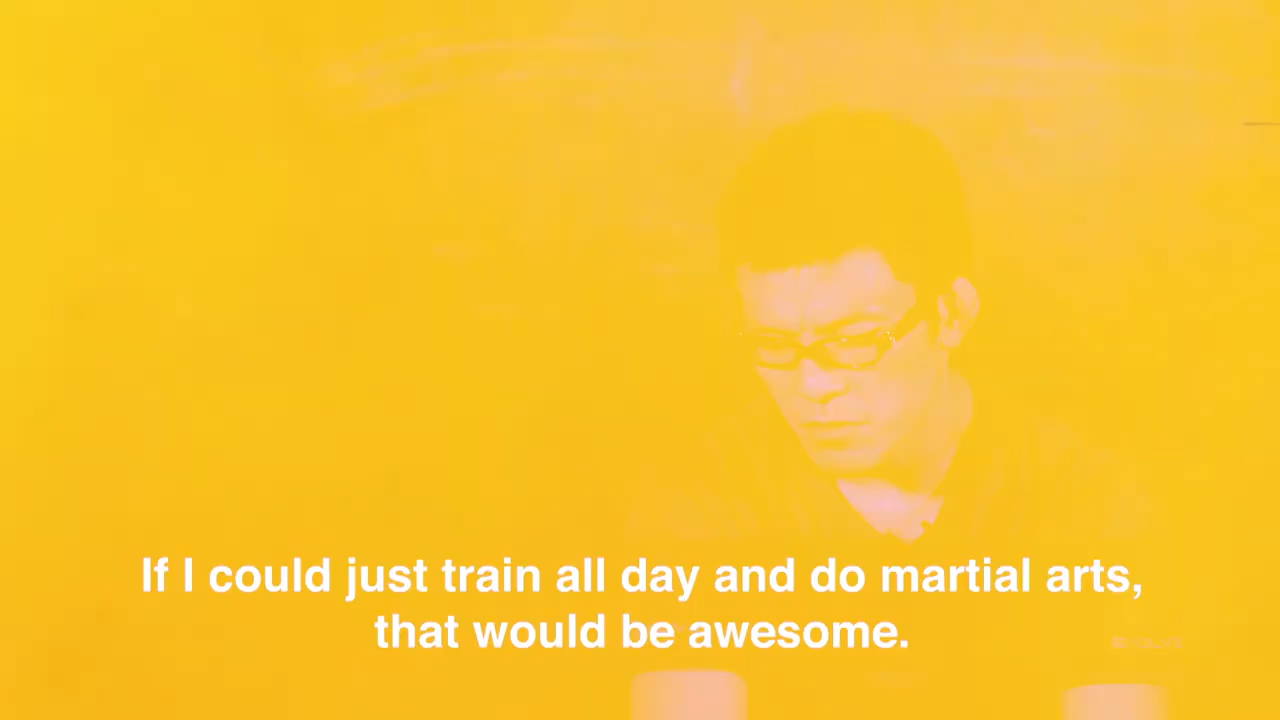 If I could just train all day and do martial arts,
that would be awesome.